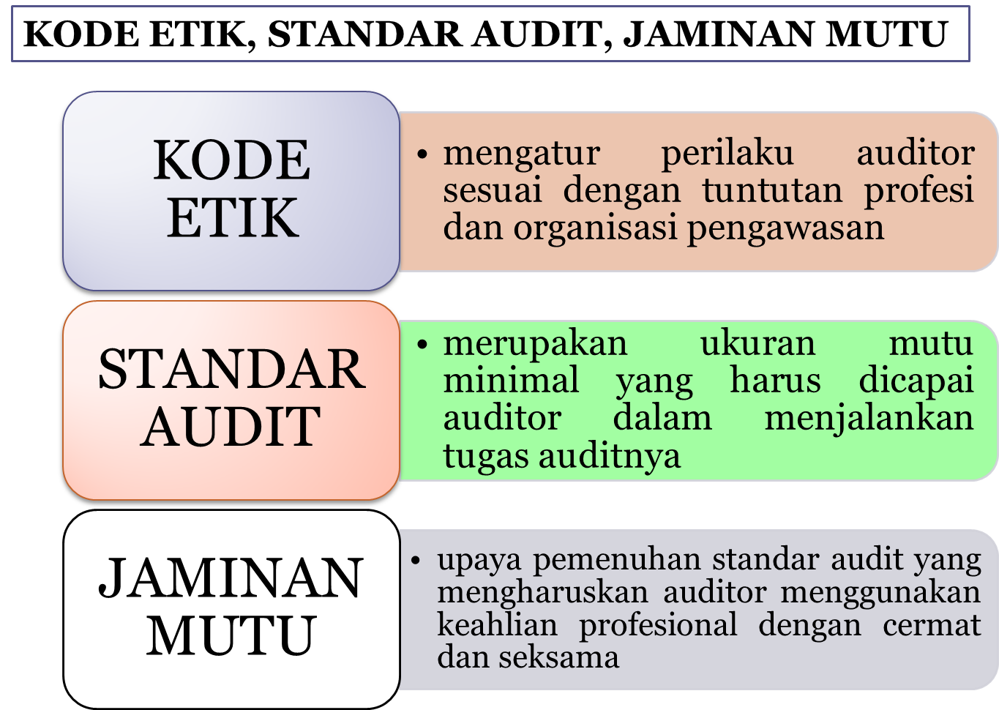 KODE ETIK, STANDAR AUDIT, JAMINAN MUTU
KODE
ETIK
• mengatur perilaku auditor
sesuai dengan tuntutan profesi
dan organisasi pengawasan
STANDAR
AUDIT
• merupakan ukuran mutu
minimal yang harus dicapai
auditor dalam menjalankan
tugas auditnya
JAMINAN
MUTU
• upaya pemenuhan standar audit yang
mengharuskan auditor menggunakan
keahlian profesional dengan cermat
dan seksama